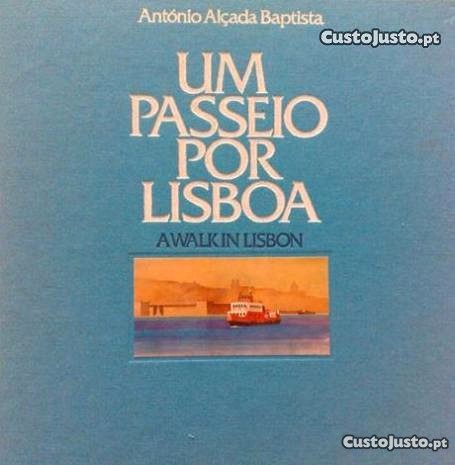 António Alçada Baptista
CustoJusto.pt
UM
PASSEIO
POR
LISBOA
A WALK IN LISBON
CustoJusto.pt